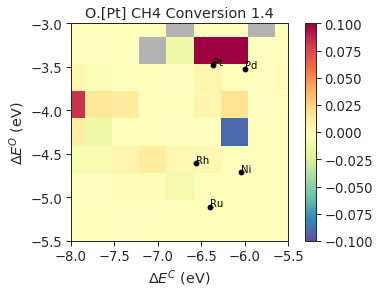 O.[Pt] CH4 Conversion 1.4
−3.0
−3.5
−4.0
−4.5
−5.0
−5.5
ΔE^O (eV)
Pt
Pd
Rh
Ni
Ru
−8.0 −7.5 −7.0 −6.5 −6.0 −5.5
ΔE^C (eV)
0.100
0.075
0.050
0.025
0.000
−0.025
−0.050
−0.075
−0.100